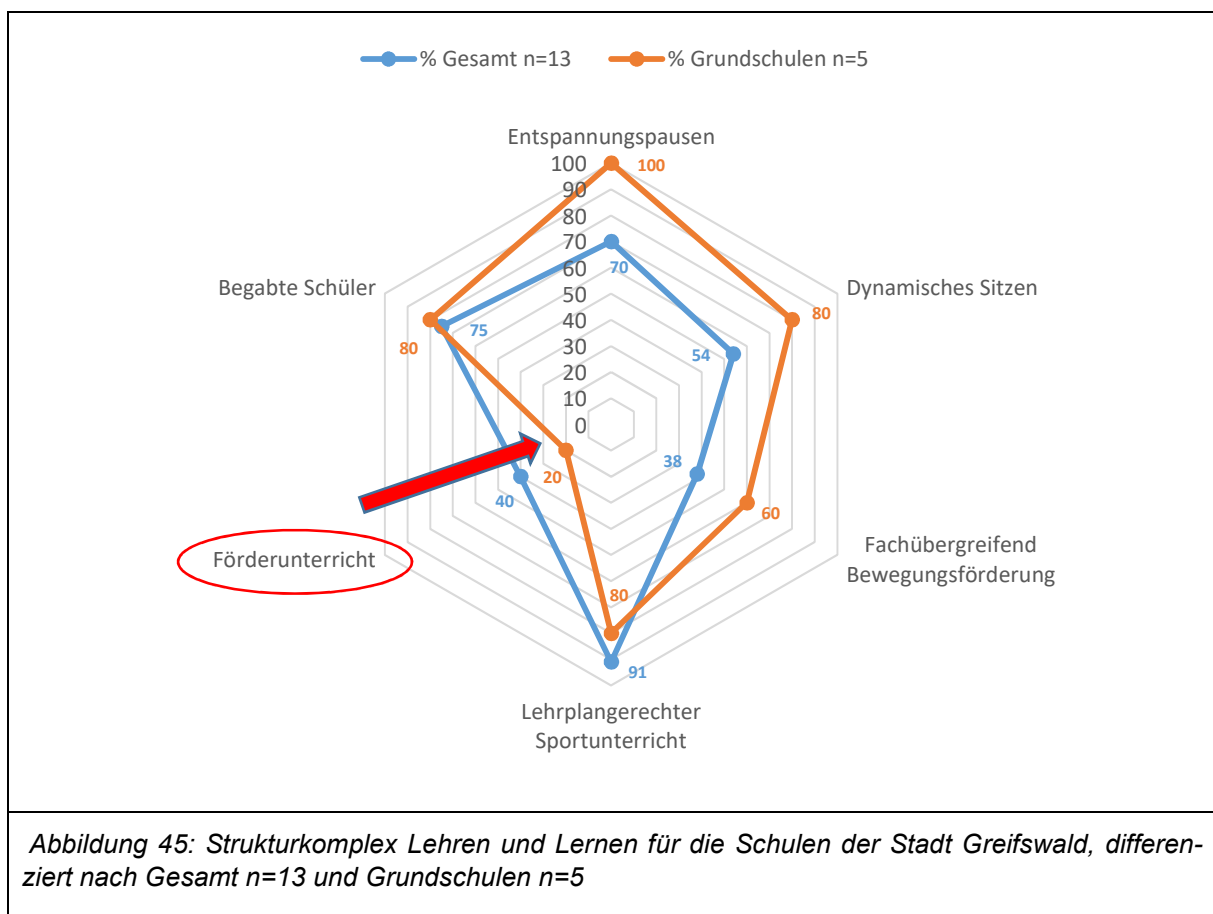 % Gesamt n=13 % Grundschulen n=5
Entspannungspausen
100
90
80
70
60
50
40
30
20
10
0
100
70
Begabte Schüler
Dynamisches Sitzen
80
75
80
54
38
60
20
40
Förderunterricht
Fachübergreifend
Bewegungsförderung
80
91
Lehrplangerechter
Sportunterricht
Abbildung 45: Strukturkomplex Lehren und Lernen für die Schulen der Stadt Greifswald, differen-
ziert nach Gesamt n=13 und Grundschulen n=5